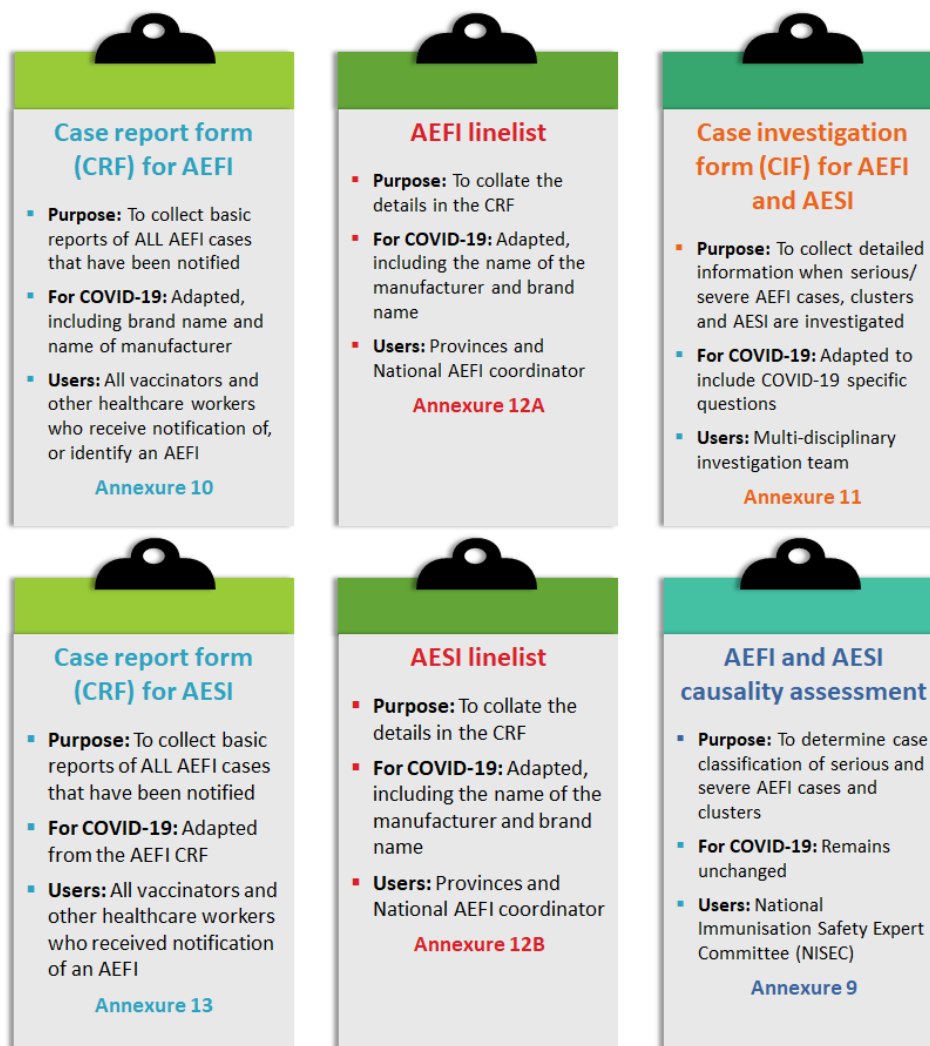 Case report form
(CRF) for AEFI
Purpose: To collect basic
reports of ALL AEFI cases
that have been notified
For COVID-19: Adapted,
including brand name and
name of manufacturer
Users: All vaccinators and
other healthcare workers
who receive notification of,
or identify an AEFI
Annexure 10
AEFI linelist
Purpose: To collate the
details in the CRF
For COVID-19: Adapted,
including the name of the
manufacturer and brand
name
Users: Provinces and
National AEFI coordinator
Annexure 12A
Case investigation
form (CIF) for AEFI
and AESI
Purpose: To collect detailed
information when serious/
severe AEFI cases, clusters
and AESI are investigated
For COVID-19: Adapted to
include COVID-19 specific
questions
Users: Multi-disciplinary
investigation team
Annexure 11
Case report form
(CRF) for AESI
Purpose: To collect basic
reports of ALL AEFI cases
that have been notified
For COVID-19: Adapted
from the AEFI CRF
Users: All vaccinators and
other healthcare workers
who received notification
of an AEFI
Annexure 13
AESI linelist
Purpose: To collate the
details in the CRF
For COVID-19: Adapted,
including the name of the
manufacturer and brand
name
Users: Provinces and
National AEFI coordinator
Annexure 12B
AEFI and AESI
causality assessment
Purpose: To determine case
classification of serious and
severe AEFI cases and
clusters
For COVID-19: Remains
unchanged
Users: National
Immunisation Safety Expert
Committee (NISEC)
Annexure 9